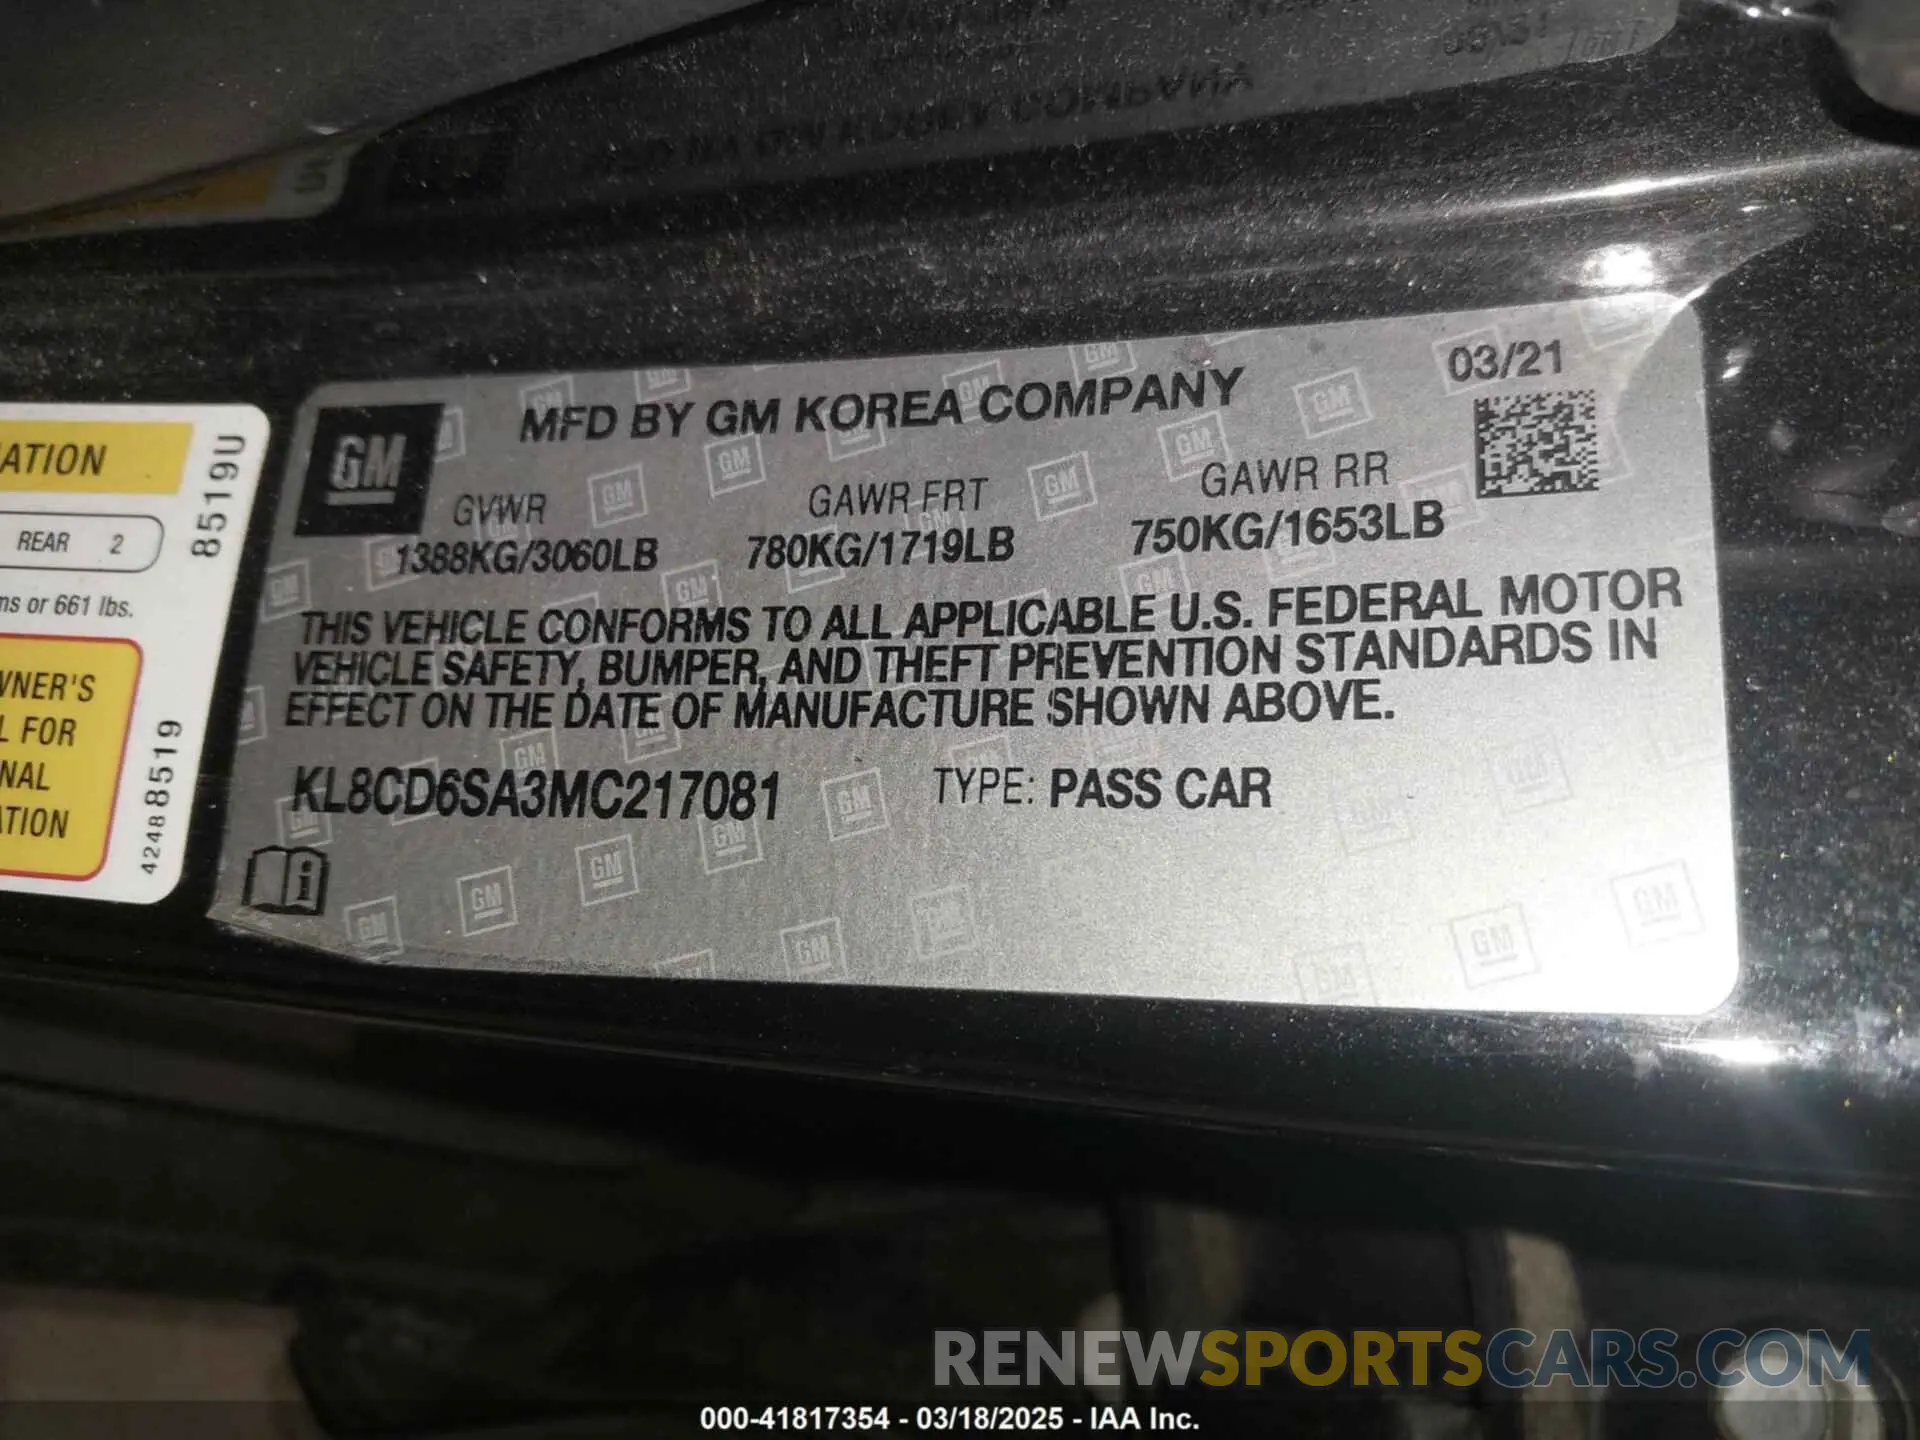 MFD BY GM KOREA COMPANY
03/21
GM
GVWR
GAWR FRT
GAWR RR
1388KG/3060LB
780KG/1719LB
750KG/1653LB
THIS VEHICLE CONFORMS TO ALL APPLICABLE U.S. FEDERAL MOTOR
VEHICLE SAFETY, BUMPER, AND THEFT PREVENTION STANDARDS IN
EFFECT ON THE DATE OF MANUFACTURE SHOWN ABOVE.
KL8CD6SA3MC217081
TYPE: PASS CAR
ATION
REAR 2
ms or 661 lbs.
WNER'S
L FOR
NAL
ATION
8519U
42488519
RENEWSPORTSCARS.COM
000-41817354 - 03/18/2025 - IAA Inc.